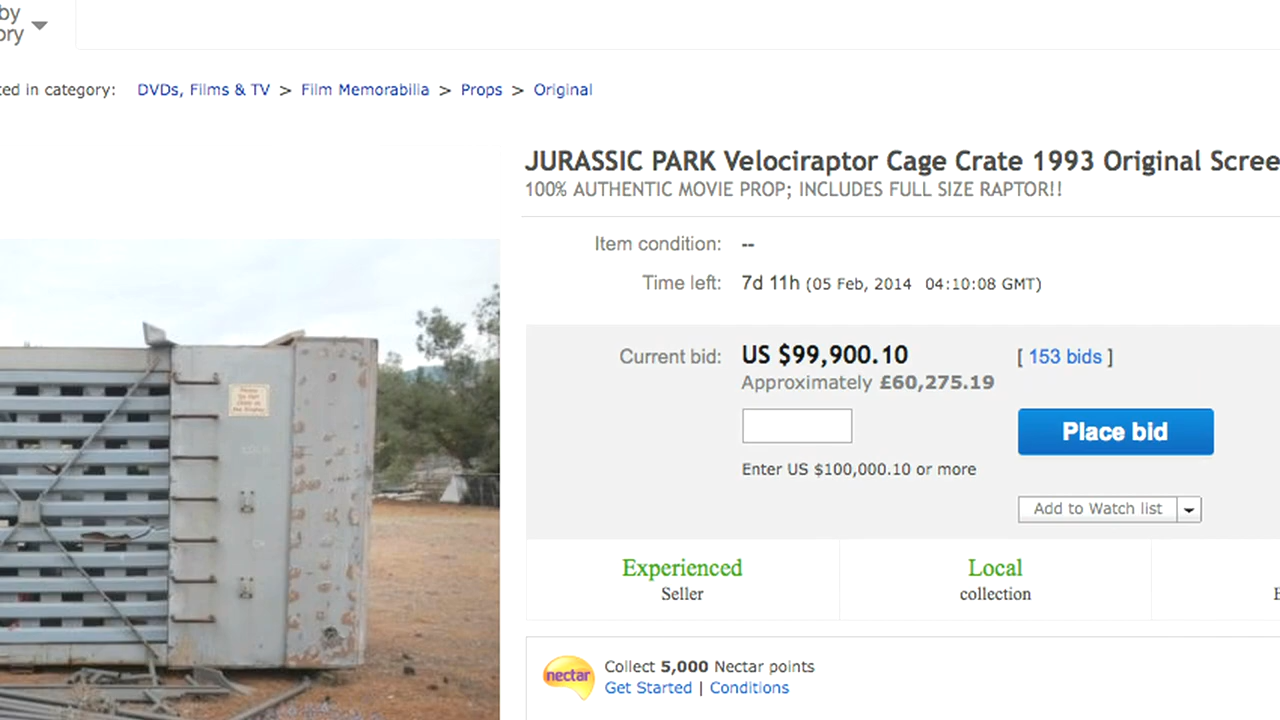 by
ory
ted in category: DVDs, Films & TV > Film Memorabilia > Props > Original
JURASSIC PARK Velociraptor Cage Crate 1993 Original Scree
100% AUTHENTIC MOVIE PROP; INCLUDES FULL SIZE RAPTOR!!
Item condition: --
Time left: 7d 11h (05 Feb, 2014 04:10:08 GMT)
Current bid: US $99,900.10 [ 153 bids ]
Approximately £60,275.19
Place bid
Enter US $100,000.10 or more
Add to Watch list
Experienced Local
Seller collection E
nectar
Collect 5,000 Nectar points
Get Started | Conditions